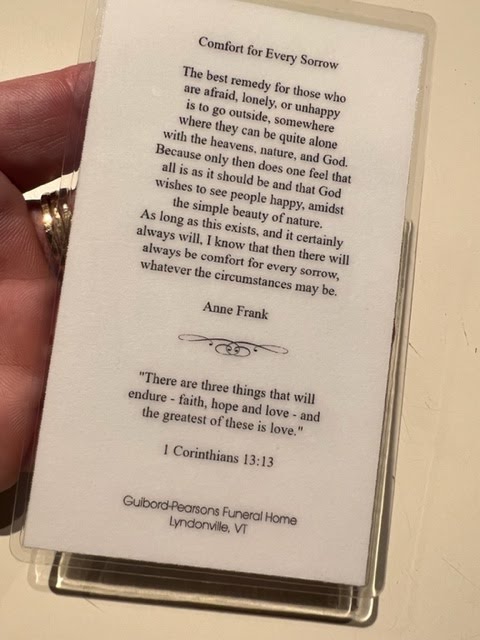 Comfort for Every Sorrow
The best remedy for those who
are afraid, lonely, or unhappy
is to go outside, somewhere
where they can be quite alone
with the heavens, nature, and God.
Because only then does one feel that
all is as it should be and that God
wishes to see people happy, amidst
the simple beauty of nature.
As long as this exists, and it certainly
always will, I know that then there will
always be comfort for every sorrow,
whatever the circumstances may be.
Anne Frank
"There are three things that will
endure - faith, hope and love - and
the greatest of these is love."
1 Corinthians 13:13
Guibord-Pearsons Funeral Home
Lyndonville, VT